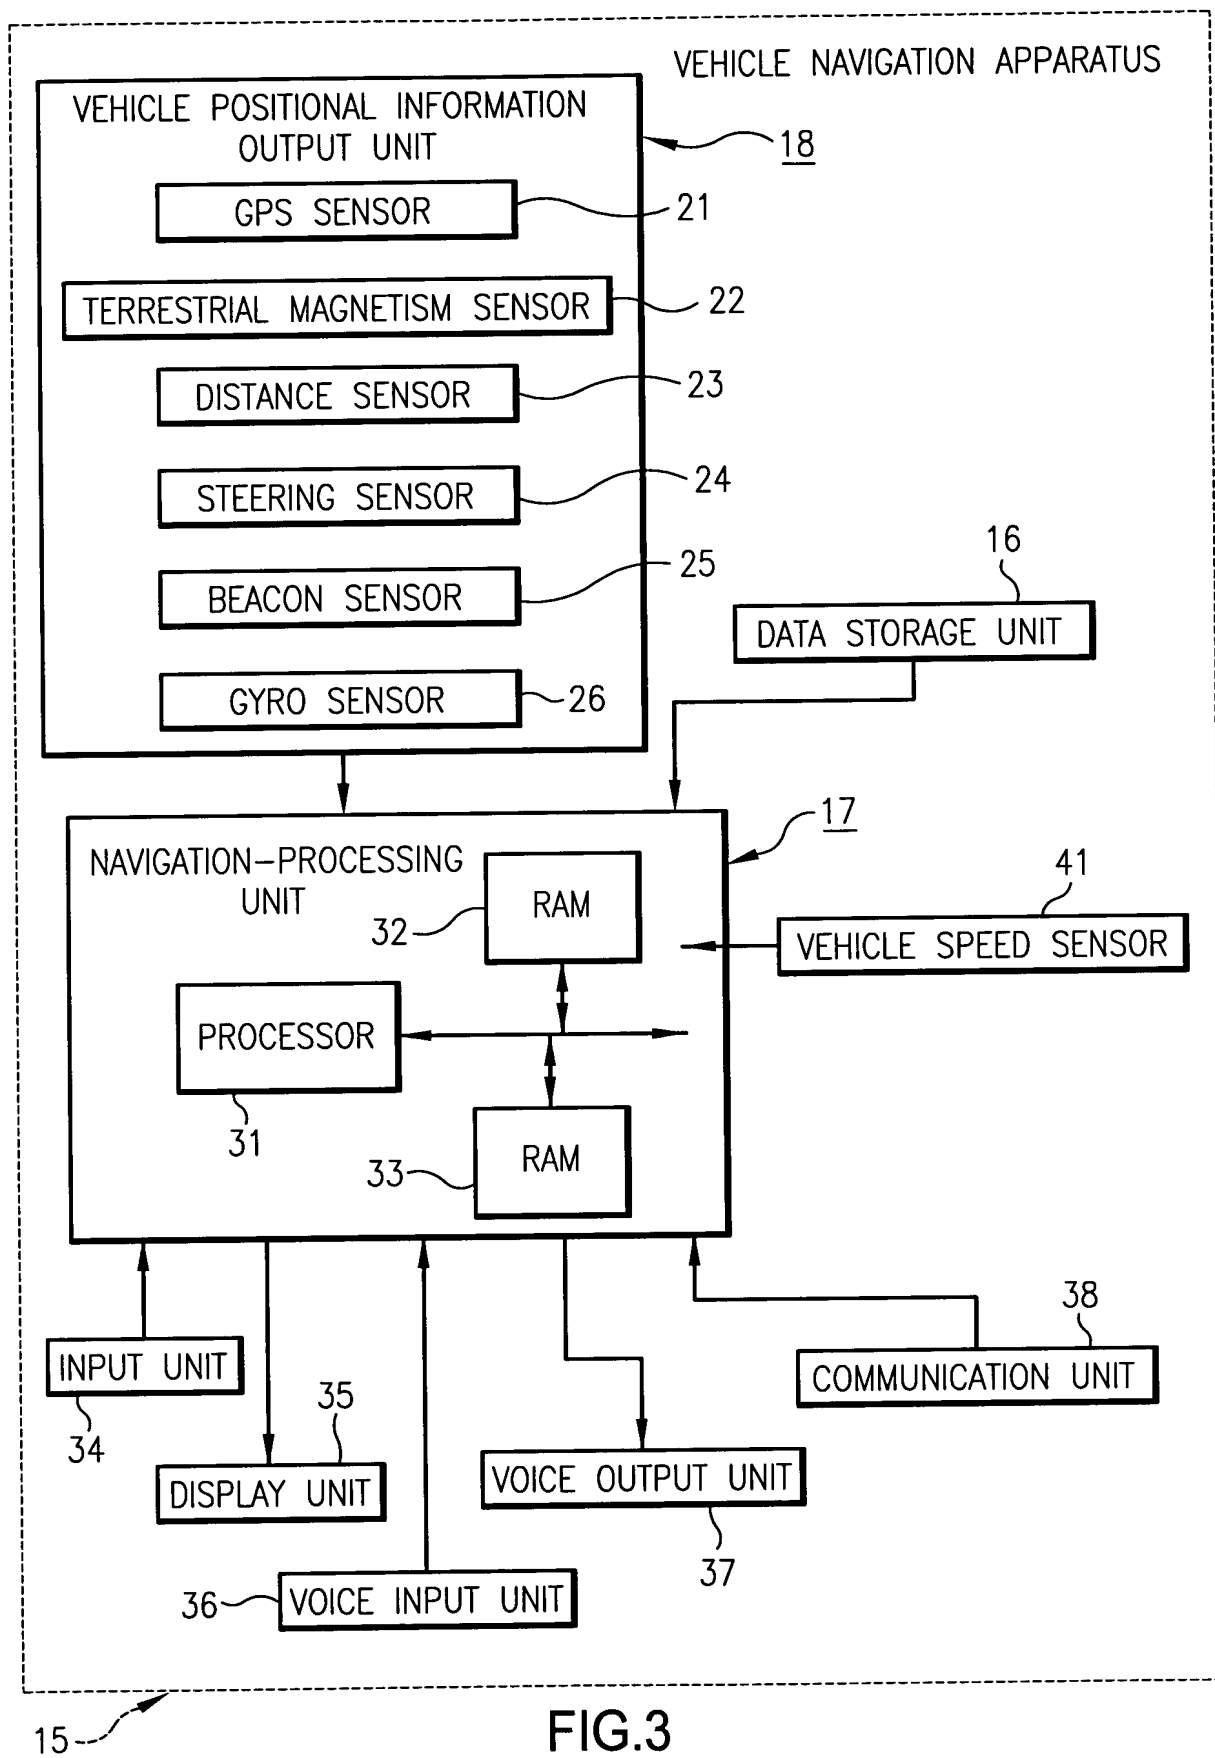 VEHICLE NAVIGATION APPARATUS
VEHICLE POSITIONAL INFORMATION
OUTPUT UNIT
18
GPS SENSOR
21
TERRESTRIAL MAGNETISM SENSOR
22
DISTANCE SENSOR
23
STEERING SENSOR
24
BEACON SENSOR
25
GYRO SENSOR
26
16
DATA STORAGE UNIT
17
NAVIGATION-PROCESSING
UNIT
RAM
32
41
VEHICLE SPEED SENSOR
PROCESSOR
31
RAM
33
INPUT UNIT
34
38
COMMUNICATION UNIT
35
DISPLAY UNIT
VOICE OUTPUT UNIT
37
36
VOICE INPUT UNIT
15
FIG.3